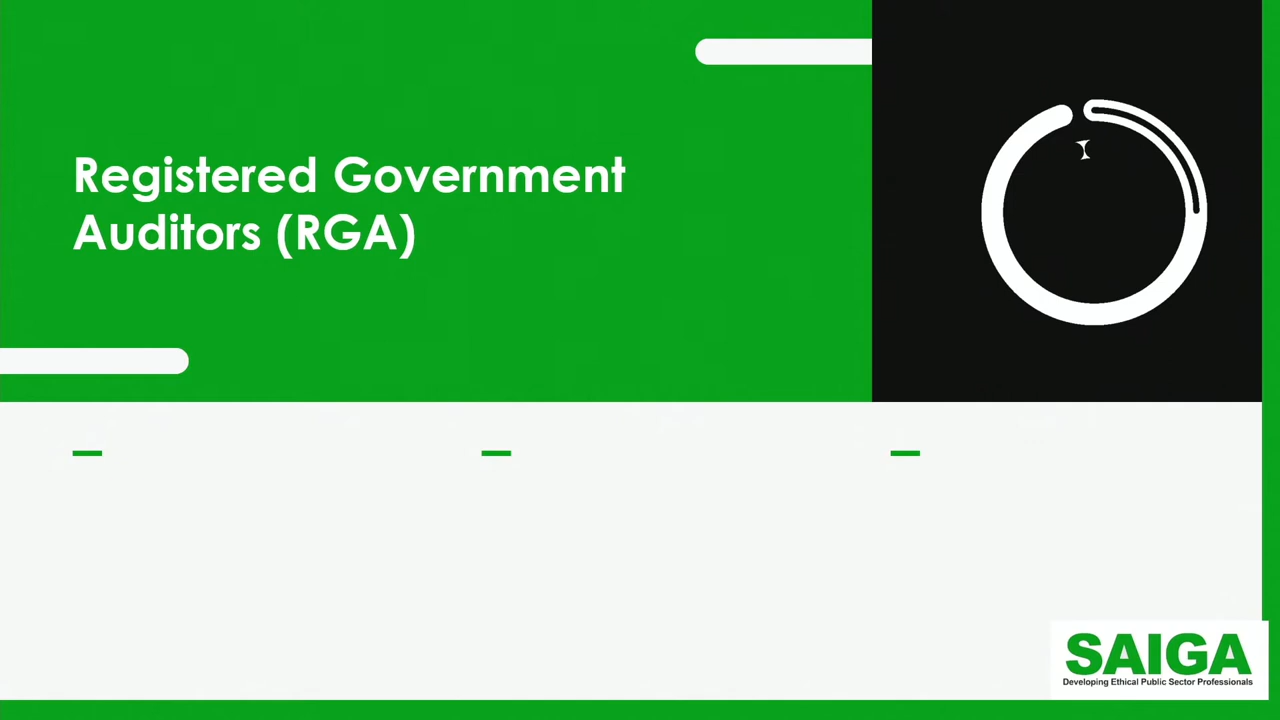 Registered Government
Auditors (RGA)
SAIGA
Developing Ethical Public Sector Professionals